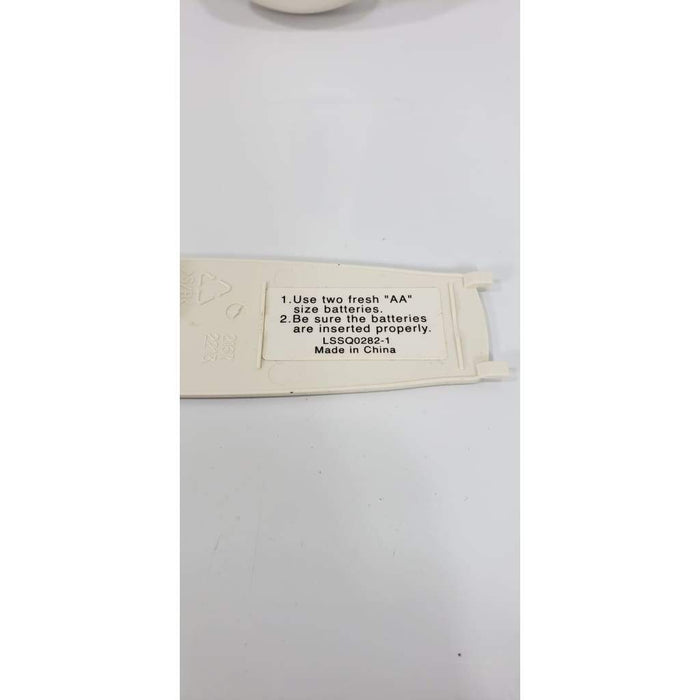 1.Use two fresh "AA"
size batteries.
2.Be sure the batteries
are inserted properly.
LSSQ0282-1
Made in China